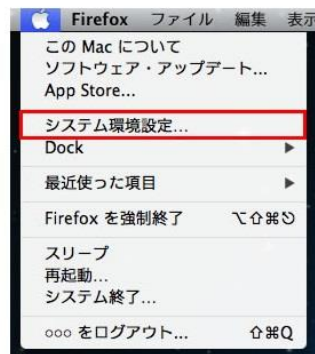 Firefox ファイル 編集 表示
この Mac について
ソフトウェア・アップデート...
App Store...
システム環境設定...
Dock ▶
最近使った項目 ▶
Firefox を強制終了 ⌥⇧⌘⎋
スリープ
再起動...
システム終了...
ooo をログアウト... ⇧⌘Q